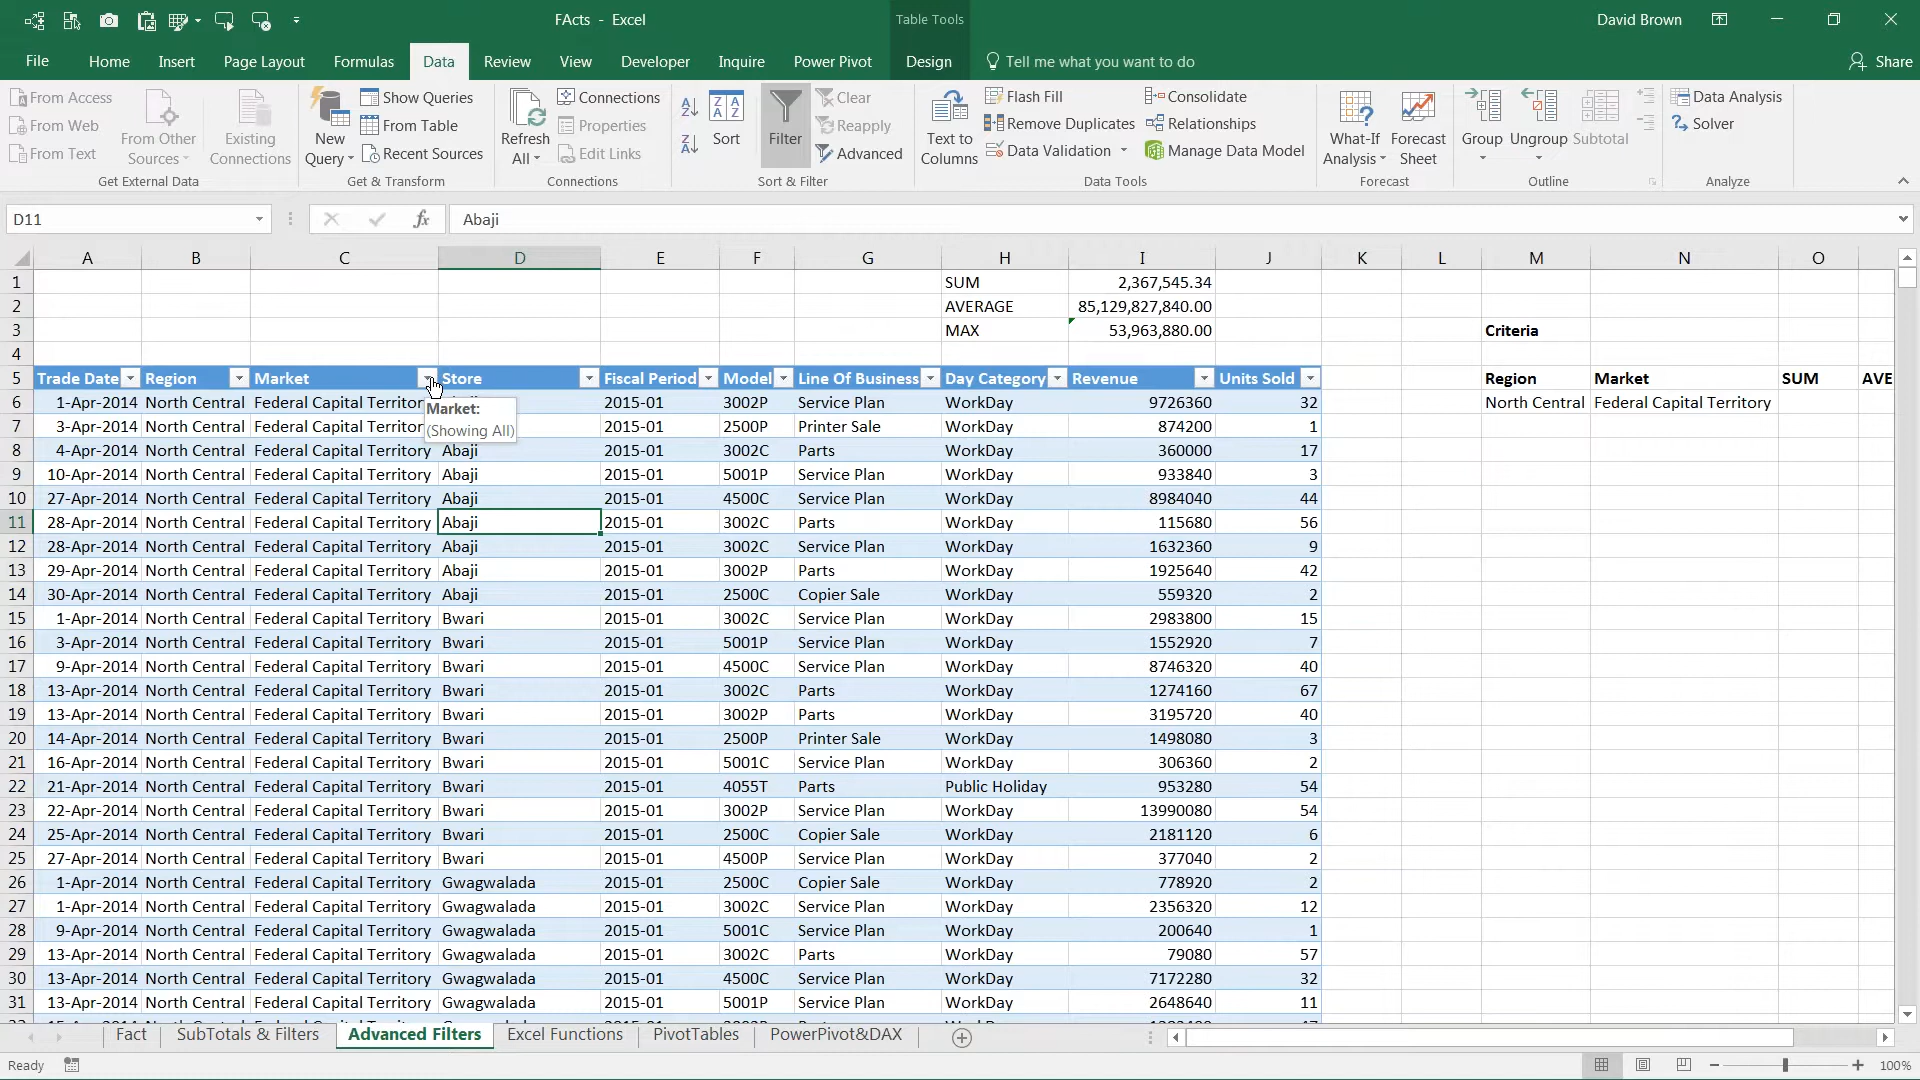 FActs - Excel
Table Tools
David Brown
File Home Insert Page Layout Formulas Data Review View Developer Inquire Power Pivot Design Tell me what you want to do Share
From Access
From Web
From Text
From Other Sources
Existing Connections
Get External Data
New Query
Show Queries
From Table
Recent Sources
Get & Transform
Refresh All
Connections
Properties
Edit Links
Connections
Sort
Filter
Clear
Reapply
Advanced
Sort & Filter
Text to Columns
Flash Fill
Remove Duplicates
Data Validation
Consolidate
Relationships
Manage Data Model
Data Tools
What-If Analysis
Forecast Sheet
Forecast
Group
Ungroup
Subtotal
Outline
Data Analysis
Solver
Analyze
D11 fx Abaji
A B C D E F G H I J K L M N O
1 SUM 2,367,545.34
2 AVERAGE 85,129,827,840.00
3 MAX 53,963,880.00 Criteria
4
5 Trade Date Region Market Store Fiscal Period Model Line Of Business Day Category Revenue Units Sold Region Market SUM AVE
6 1-Apr-2014 North Central Federal Capital Territor 2015-01 3002P Service Plan WorkDay 9726360 32 North Central Federal Capital Territory
Market:
(Showing All)
7 3-Apr-2014 North Central Federal Capital Territor 2015-01 2500P Printer Sale WorkDay 874200 1
8 4-Apr-2014 North Central Federal Capital Territory Abaji 2015-01 3002C Parts WorkDay 360000 17
9 10-Apr-2014 North Central Federal Capital Territory Abaji 2015-01 5001P Service Plan WorkDay 933840 3
10 27-Apr-2014 North Central Federal Capital Territory Abaji 2015-01 4500C Service Plan WorkDay 8984040 44
11 28-Apr-2014 North Central Federal Capital Territory Abaji 2015-01 3002C Parts WorkDay 115680 56
12 28-Apr-2014 North Central Federal Capital Territory Abaji 2015-01 3002C Service Plan WorkDay 1632360 9
13 29-Apr-2014 North Central Federal Capital Territory Abaji 2015-01 3002P Parts WorkDay 1925640 42
14 30-Apr-2014 North Central Federal Capital Territory Abaji 2015-01 2500C Copier Sale WorkDay 559320 2
15 1-Apr-2014 North Central Federal Capital Territory Bwari 2015-01 3002C Service Plan WorkDay 2983800 15
16 3-Apr-2014 North Central Federal Capital Territory Bwari 2015-01 5001P Service Plan WorkDay 1552920 7
17 9-Apr-2014 North Central Federal Capital Territory Bwari 2015-01 4500C Service Plan WorkDay 8746320 40
18 13-Apr-2014 North Central Federal Capital Territory Bwari 2015-01 3002C Parts WorkDay 1274160 67
19 13-Apr-2014 North Central Federal Capital Territory Bwari 2015-01 3002P Parts WorkDay 3195720 40
20 14-Apr-2014 North Central Federal Capital Territory Bwari 2015-01 2500P Printer Sale WorkDay 1498080 3
21 16-Apr-2014 North Central Federal Capital Territory Bwari 2015-01 5001C Service Plan WorkDay 306360 2
22 21-Apr-2014 North Central Federal Capital Territory Bwari 2015-01 4055T Parts Public Holiday 953280 54
23 22-Apr-2014 North Central Federal Capital Territory Bwari 2015-01 3002P Service Plan WorkDay 13990080 54
24 25-Apr-2014 North Central Federal Capital Territory Bwari 2015-01 2500C Copier Sale WorkDay 2181120 6
25 27-Apr-2014 North Central Federal Capital Territory Bwari 2015-01 4500P Service Plan WorkDay 377040 2
26 1-Apr-2014 North Central Federal Capital Territory Gwagwalada 2015-01 2500C Copier Sale WorkDay 778920 2
27 1-Apr-2014 North Central Federal Capital Territory Gwagwalada 2015-01 3002C Service Plan WorkDay 2356320 12
28 9-Apr-2014 North Central Federal Capital Territory Gwagwalada 2015-01 5001C Service Plan WorkDay 200640 1
29 13-Apr-2014 North Central Federal Capital Territory Gwagwalada 2015-01 3002C Parts WorkDay 79080 57
30 13-Apr-2014 North Central Federal Capital Territory Gwagwalada 2015-01 4500C Service Plan WorkDay 7172280 32
31 13-Apr-2014 North Central Federal Capital Territory Gwagwalada 2015-01 5001P Service Plan WorkDay 2648640 11
Fact SubTotals & Filters Advanced Filters Excel Functions PivotTables PowerPivot&DAX
Ready 100%